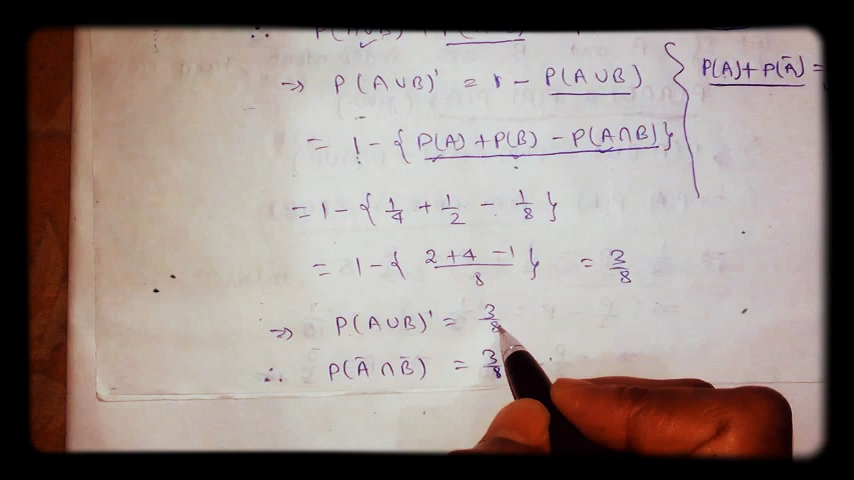 ∴ P(A∪B)
→ P(A∪B)' = 1 - P(A∪B)
P(A) + P(Ā) =
= 1 - { P(A) + P(B) - P(A∩B) }
= 1 - { 1/4 + 1/2 - 1/8 }
= 1 - { 2+4-1/8 } = 3/8
⇒ P(A∪B)' = 3/8
∴ P(Ā∩B̄) = 3/8